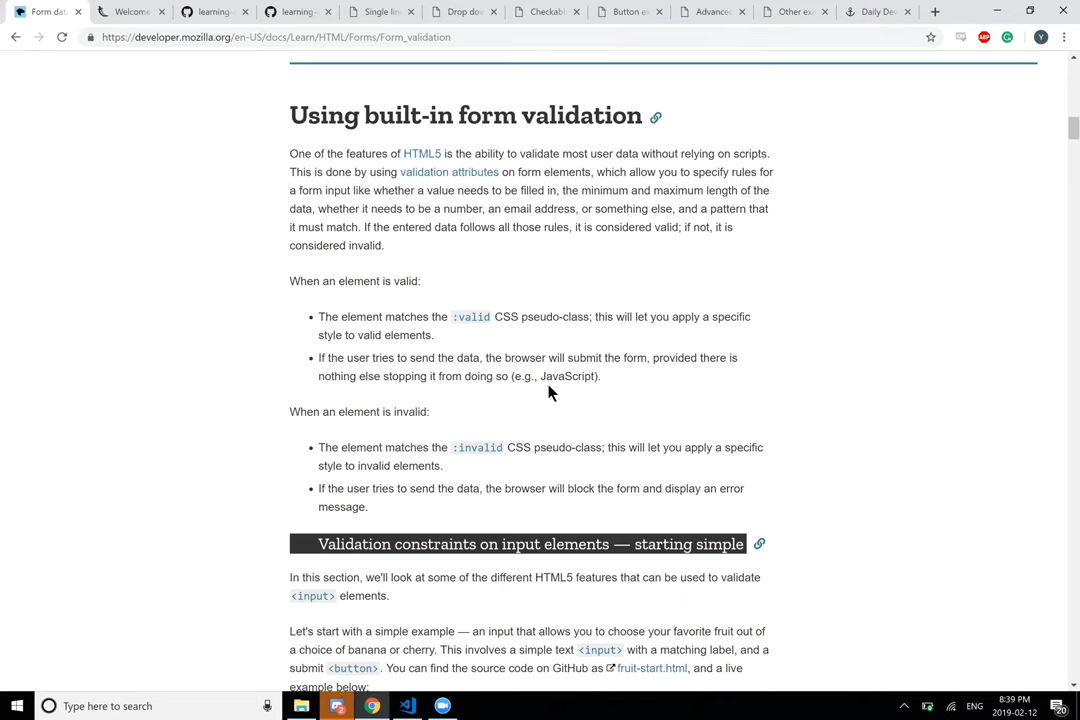 Form dat
Welcome
learning-
learning-
Single li
Drop do
Checkab
Button e
Advance
Other ex
Daily De
https://developer.mozilla.org/en-US/docs/Learn/HTML/Forms/Form_validation
ABP
Y
Using built-in form validation
One of the features of HTML5 is the ability to validate most user data without relying on scripts.
This is done by using validation attributes on form elements, which allow you to specify rules for
a form input like whether a value needs to be filled in, the minimum and maximum length of the
data, whether it needs to be a number, an email address, or something else, and a pattern that
it must match. If the entered data follows all those rules, it is considered valid; if not, it is
considered invalid.
When an element is valid:
• The element matches the :valid CSS pseudo-class; this will let you apply a specific
style to valid elements.
• If the user tries to send the data, the browser will submit the form, provided there is
nothing else stopping it from doing so (e.g., JavaScript).
When an element is invalid:
• The element matches the :invalid CSS pseudo-class; this will let you apply a specific
style to invalid elements.
• If the user tries to send the data, the browser will block the form and display an error
message.
Validation constraints on input elements — starting simple
In this section, we'll look at some of the different HTML5 features that can be used to validate
<input> elements.
Let's start with a simple example — an input that allows you to choose your favorite fruit out of
a choice of banana or cherry. This involves a simple text <input> with a matching label, and a
submit <button>. You can find the source code on GitHub as fruit-start.html, and a live
example below:
Type here to search
ENG
8:39 PM
2019-02-12
20